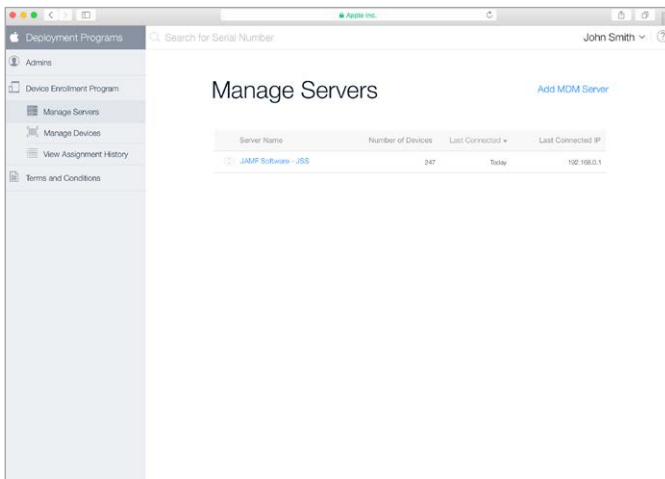 Apple Inc.
Deployment Programs
Search for Serial Number
John Smith
?
Admins
Device Enrollment Program
Manage Servers
Manage Devices
View Assignment History
Terms and Conditions
Manage Servers
Add MDM Server
Server Name Number of Devices Last Connected Last Connected IP
JAMF Software - JSS 247 Today 192.168.0.1